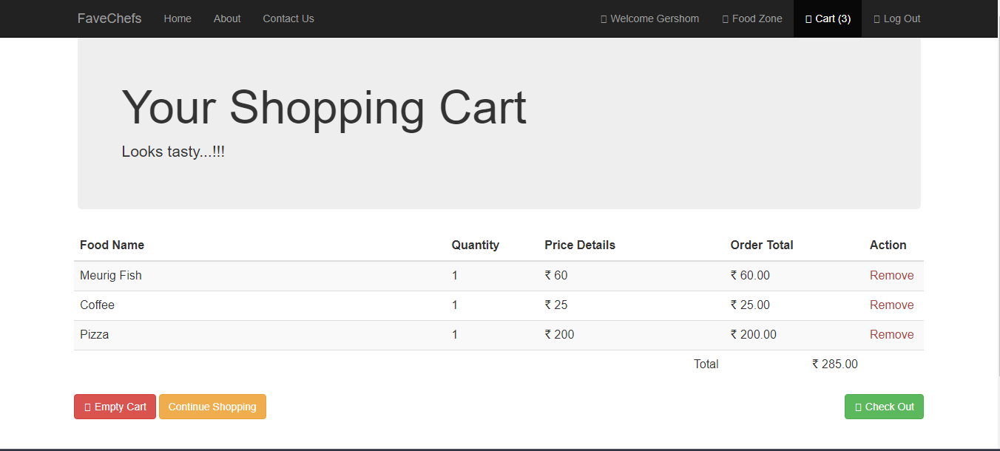 FaveChefs Home About Contact Us Welcome Gershom Food Zone Cart (3) Log Out
Your Shopping Cart
Looks tasty...!!!
Food Name Quantity Price Details Order Total Action
Meurig Fish 1 ₹ 60 ₹ 60.00 Remove
Coffee 1 ₹ 25 ₹ 25.00 Remove
Pizza 1 ₹ 200 ₹ 200.00 Remove
Total ₹ 285.00
Empty Cart Continue Shopping Check Out